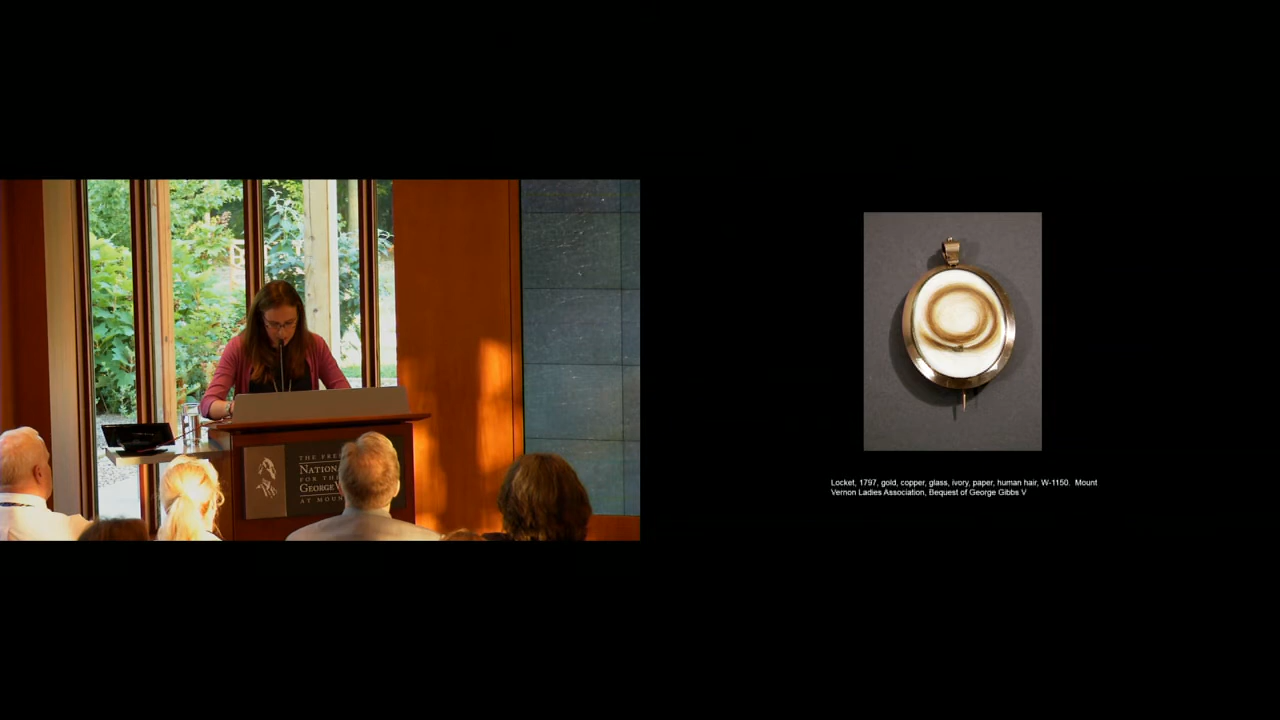 THE FRE
NATIONA
FOR THE
GEORGE W
AT MOUN
Locket, 1797, gold, copper, glass, ivory, paper, human hair, W-1150. Mount
Vernon Ladies Association, Bequest of George Gibbs V